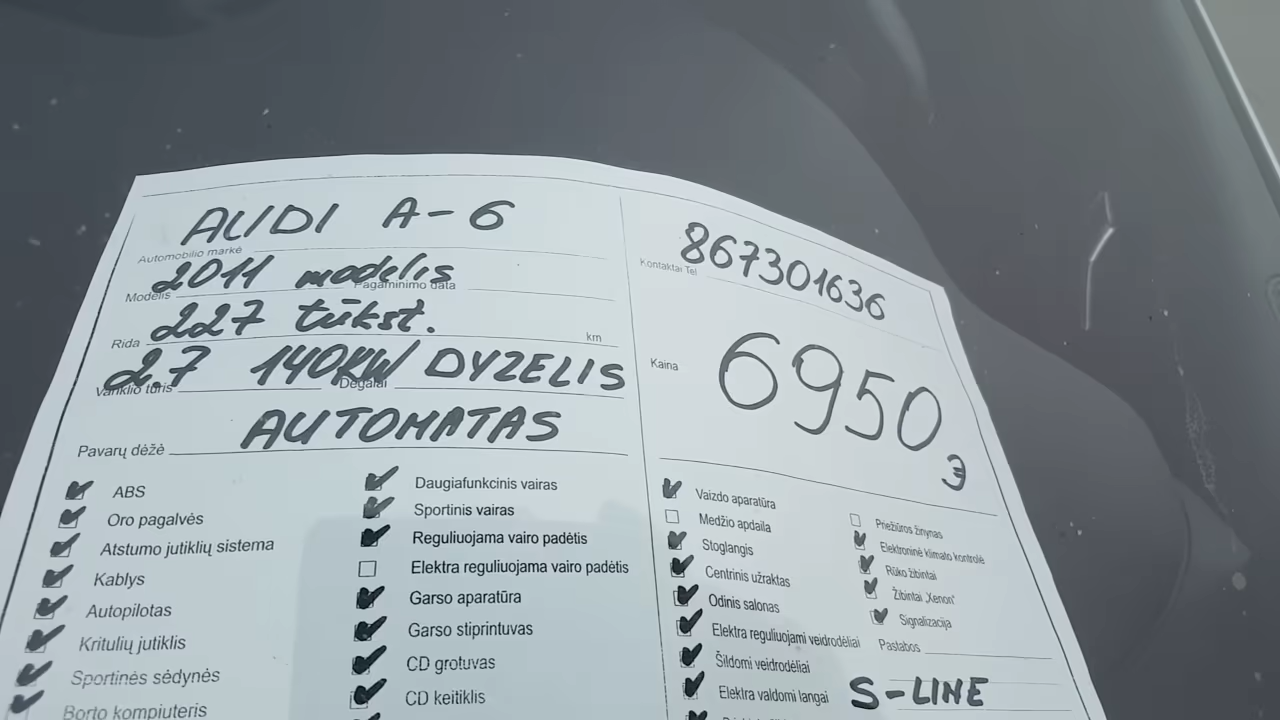 AUDI A-6
Automobilio markė
2011 modelis
Modelis Pagaminimo data
227 tūkst.
Rida km
2.7 140KW DYZELIS
Variklio tūris Degalai
AUTOMATAS
Pavarų dėžė
ABS
Oro pagalvės
Atstumo jutiklių sistema
Kablys
Autopilotas
Kritulių jutiklis
Sportinės sėdynės
Borto kompiuteris
Daugiafunkcinis vairas
Sportinis vairas
Reguliuojama vairo padėtis
Elektra reguliuojama vairo padėtis
Garso aparatūra
Garso stiprintuvas
CD grotuvas
CD keitiklis
867301636
Kontaktai Tel
Kaina
6950
Vaizdo aparatūra
Medžio apdaila
Stoglangis
Centrinis užraktas
Odinis salonas
Elektra reguliuojami veidrodėliai
Šildomi veidrodėliai
Elektra valdomi langai
Priežiūros žinynas
Elektroninė klimato kontrolė
Rūko žibintai
Žibintai „Xenon"
Signalizacija
Pastabos
S-LINE